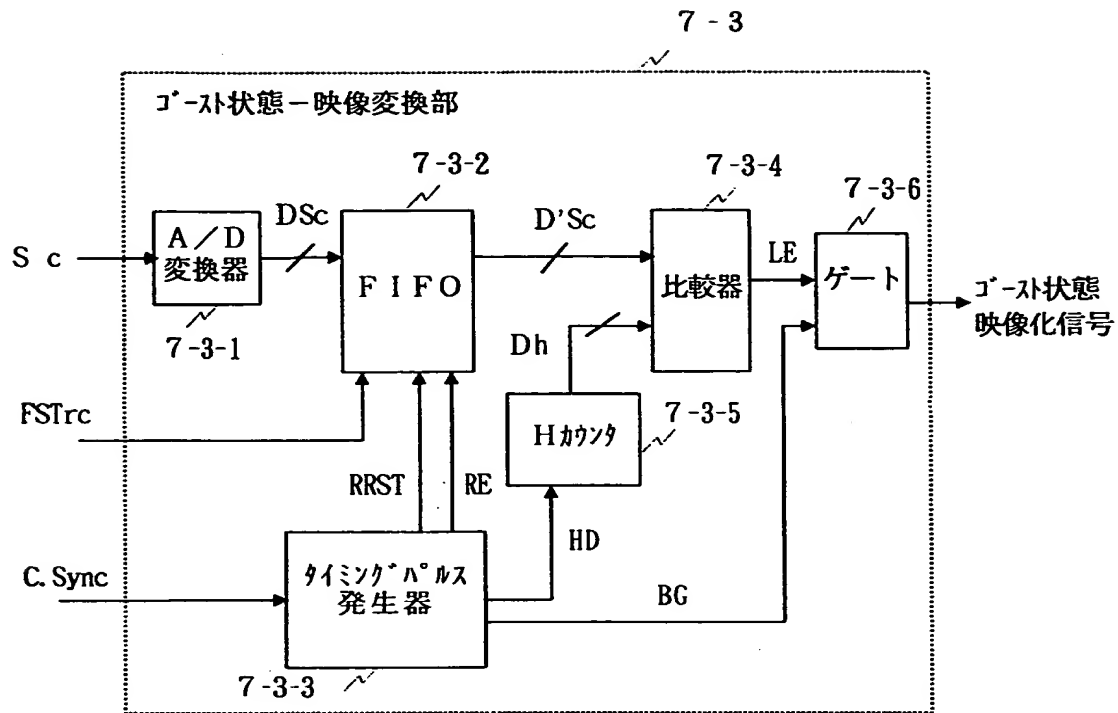 7-3
ゴースト状態－映像変換部
7-3-2
7-3-4
7-3-6
A／D
変換器
DSc
FIFO
D'Sc
比較器
LE
ゲート
Sc
ゴースト状態
映像化信号
7-3-1
Dh
Hカウンタ
7-3-5
FSTrc
RRST
RE
HD
C.Sync
タイミングパルス
発生器
BG
7-3-3